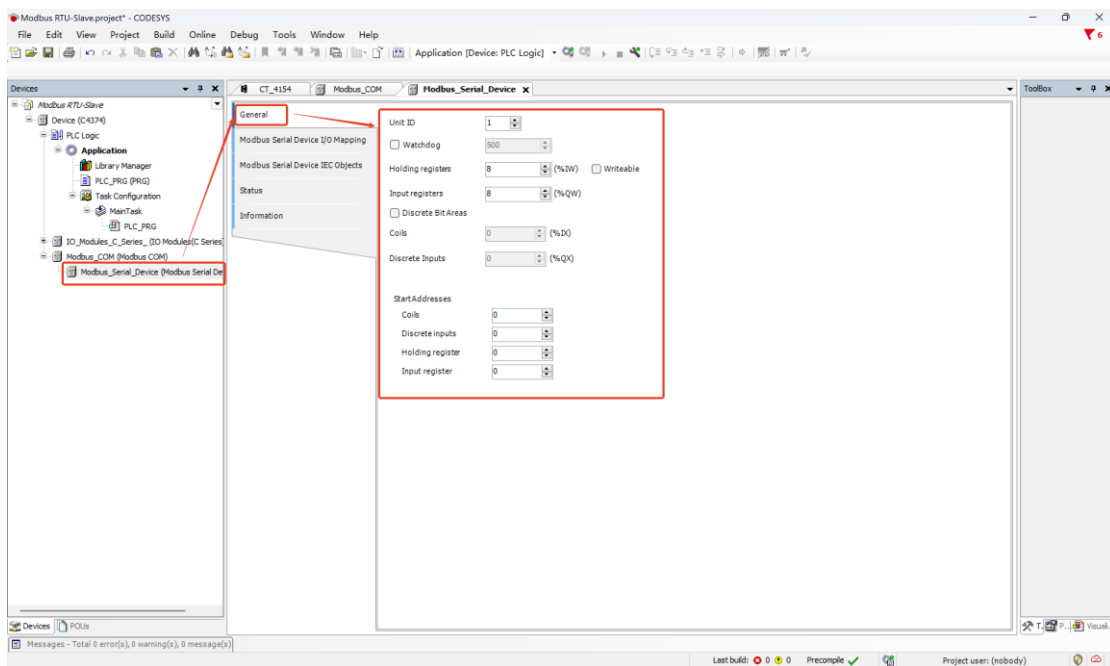 Modbus RTU-Slave.project* - CODESYS
File Edit View Project Build Online Debug Tools Window Help
6
Application [Device: PLC Logic]
Devices
CT_4154
Modbus_COM
Modbus_Serial_Device
ToolBox
Modbus RTU-Slave
Device (C4374)
PLC Logic
Application
Library Manager
PLC_PRG (PRG)
Task Configuration
MainTask
PLC_PRG
IO_Modules_C_Series_ (IO Modules(C Series
Modbus_COM (Modbus COM)
Modbus_Serial_Device (Modbus Serial De
General
Modbus Serial Device I/O Mapping
Modbus Serial Device IEC Objects
Status
Information
Unit ID 1
Watchdog 500
Holding registers 8 (%IW) Writeable
Input registers 8 (%QW)
Discrete Bit Areas
Coils 0 (%IX)
Discrete Inputs 0 (%QX)
StartAddresses
Coils 0
Discrete inputs 0
Holding register 0
Input register 0
Devices POUs
T. P... Visuali.
Messages - Total 0 error(s), 0 warning(s), 0 message(s)
Last build: 0 0 Precompile Project user: (nobody)